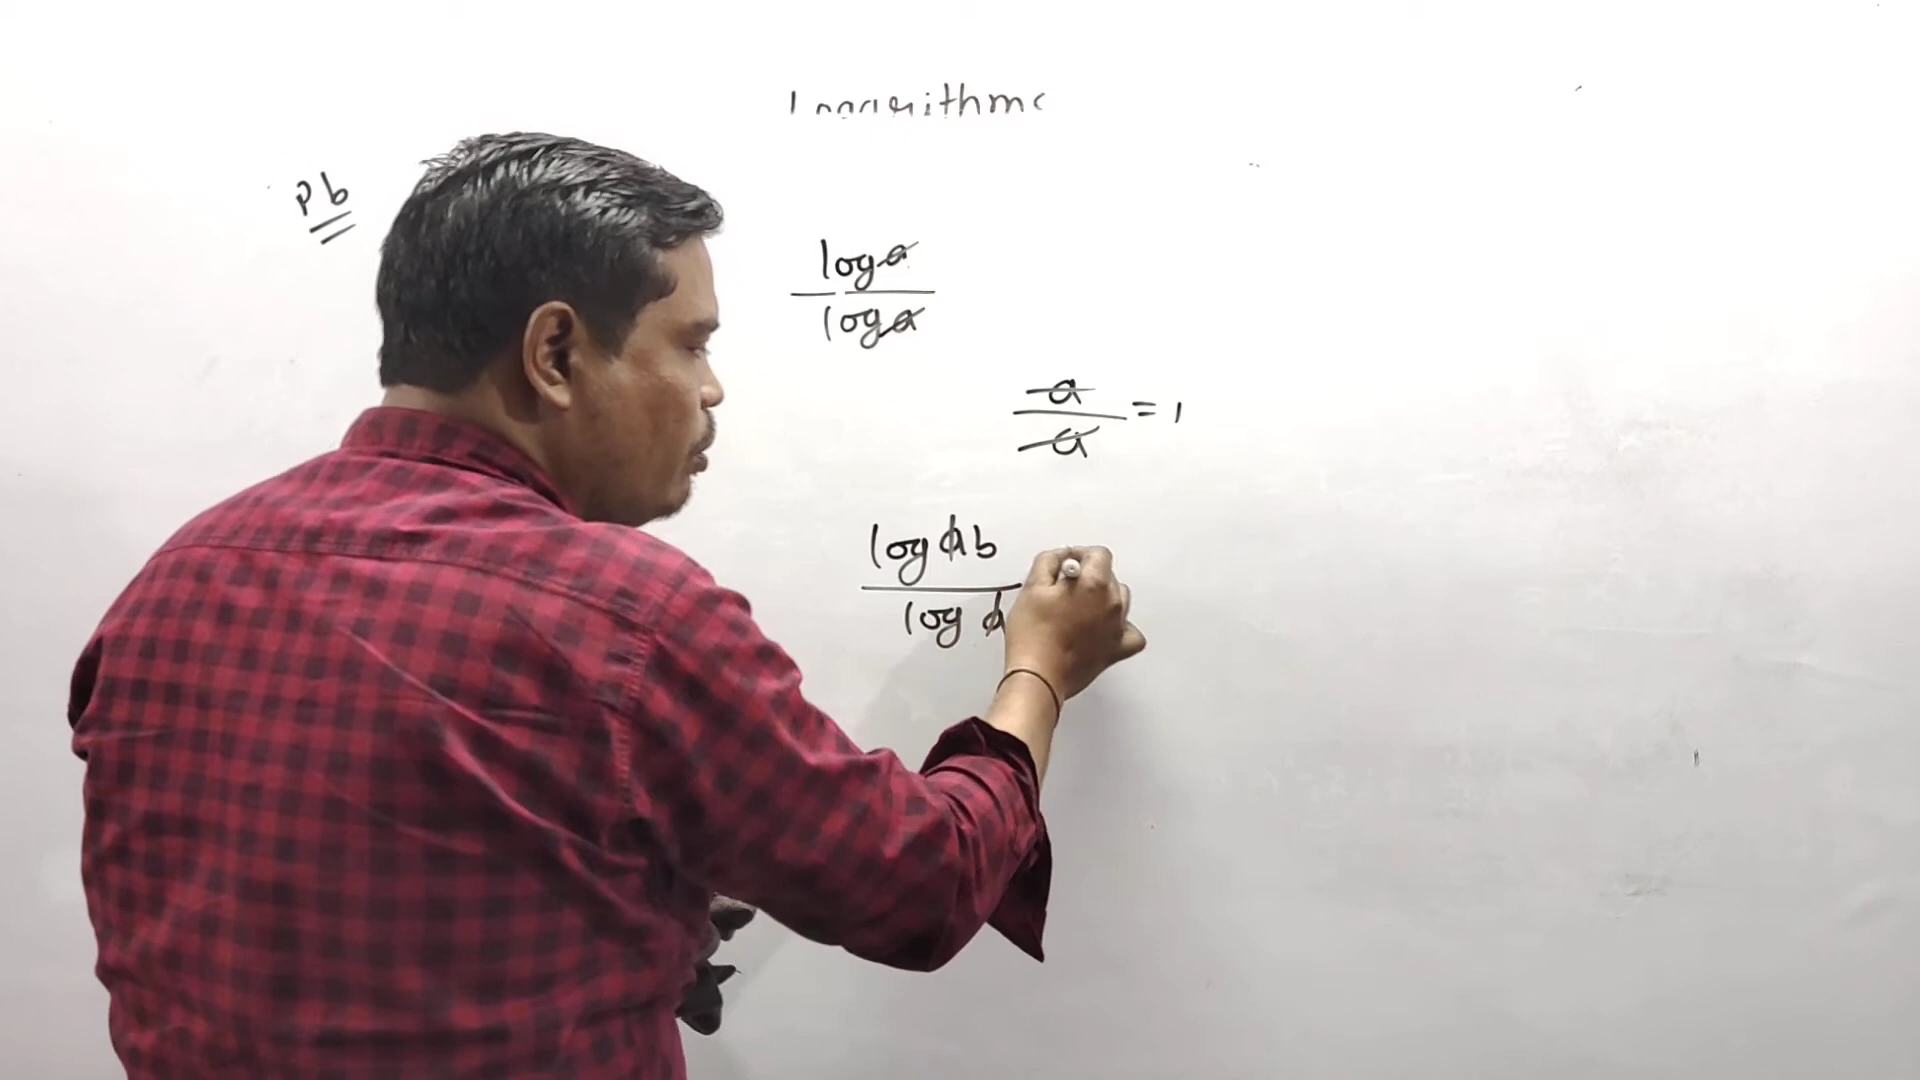 Logarithms
Pb
log a
log a
a
a = 1
log ab
log a